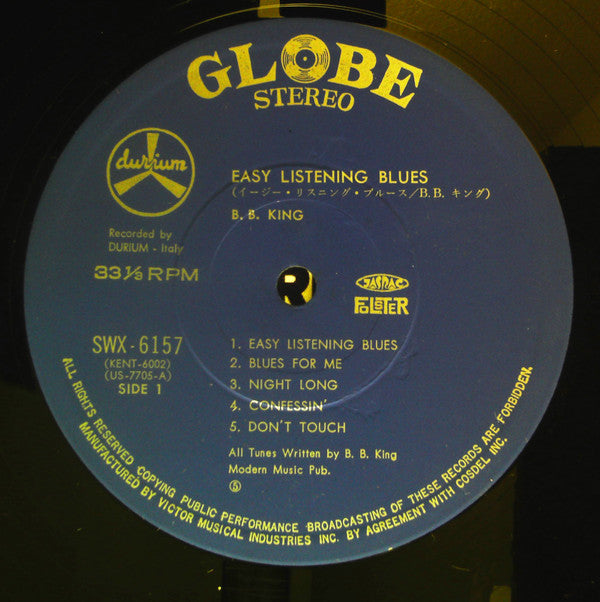 GLOBE
STEREO
durium
EASY LISTENING BLUES
(イージー・リスニング・ブルース/B.B. キング)
B. B. KING
Recorded by
DURIUM - Italy
33⅓ RPM
JASRAC
FOLSTER
SWX-6157
(KENT-6002)
(US-7705-A)
SIDE 1
1. EASY LISTENING BLUES
2. BLUES FOR ME
3. NIGHT LONG
4. CONFESSIN'
5. DON'T TOUCH
All Tunes Written by B. B. King
Modern Music Pub.
⑤
ALL RIGHTS RESERVED COPYING PUBLIC PERFORMANCE BROADCASTING OF THESE RECORDS ARE FORBIDDEN.
MANUFACTURED BY VICTOR MUSICAL INDUSTRIES INC. BY AGREEMENT WITH COSDEL INC.